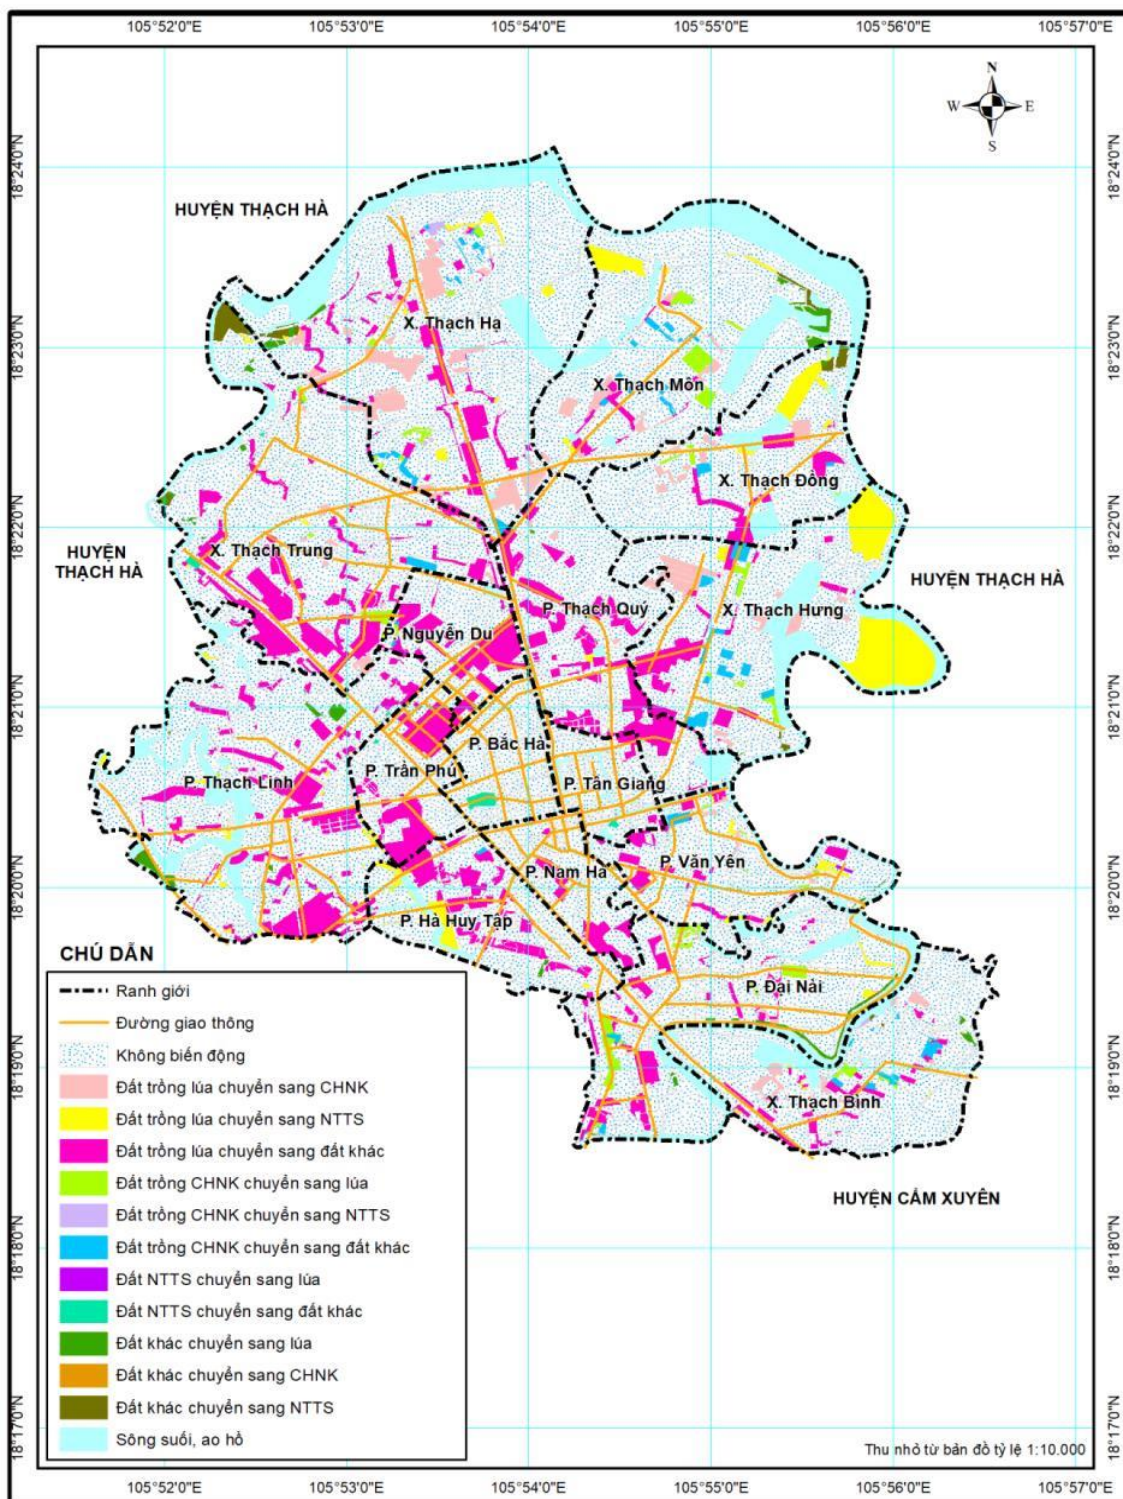 105°52'0"E 105°53'0"E 105°54'0"E 105°55'0"E 105°56'0"E 105°57'0"E
N
W E
S
18°24'0"N 18°24'0"N
HUYỆN THẠCH HÀ
X. Thạch Hạ
18°23'0"N 18°23'0"N
X. Thạch Môn
X. Thạch Đồng
18°22'0"N 18°22'0"N
X. Thạch Trung
HUYỆN
THẠCH HÀ
HUYỆN THẠCH HÀ
P. Thạch Quý
X. Thạch Hưng
P. Nguyễn Du
18°21'0"N 18°21'0"N
P. Bắc Hà
P. Trần Phú
P. Thạch Linh
P. Tân Giang
P. Văn Yên
P. Nam Hà
18°20'0"N 18°20'0"N
P. Hà Huy Tập
P. Đại Nài
18°19'0"N 18°19'0"N
X. Thạch Bình
HUYỆN CẨM XUYÊN
CHÚ DẪN
Ranh giới
Đường giao thông
Không biến động
Đất trồng lúa chuyển sang CHNK
Đất trồng lúa chuyển sang NTTS
Đất trồng lúa chuyển sang đất khác
Đất trồng CHNK chuyển sang lúa
Đất trồng CHNK chuyển sang NTTS
Đất trồng CHNK chuyển sang đất khác
Đất NTTS chuyển sang lúa
Đất NTTS chuyển sang đất khác
Đất khác chuyển sang lúa
Đất khác chuyển sang CHNK
Đất khác chuyển sang NTTS
Sông suối, ao hồ
18°18'0"N 18°18'0"N
18°17'0"N 18°17'0"N
Thu nhỏ từ bản đồ tỷ lệ 1:10.000
105°52'0"E 105°53'0"E 105°54'0"E 105°55'0"E 105°56'0"E 105°57'0"E